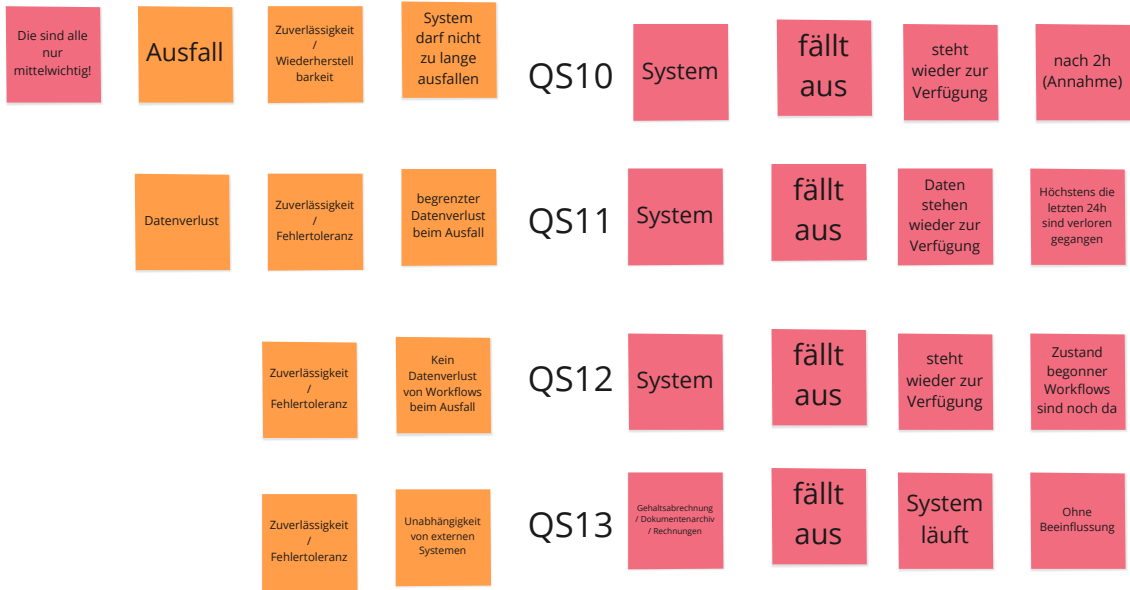 Die sind alle
nur
mittelwichtig!
Ausfall
Zuverlässigkeit
/
Wiederherstell
barkeit
System
darf nicht
zu lange
ausfallen
QS10
System
fällt
aus
steht
wieder zur
Verfügung
nach 2h
(Annahme)
Datenverlust
Zuverlässigkeit
/
Fehlertoleranz
begrenzter
Datenverlust
beim Ausfall
QS11
System
fällt
aus
Daten
stehen
wieder zur
Verfügung
Höchstens die
letzten 24h
sind verloren
gegangen
Zuverlässigkeit
/
Fehlertoleranz
Kein
Datenverlust
von Workflows
beim Ausfall
QS12
System
fällt
aus
steht
wieder zur
Verfügung
Zustand
begonner
Workflows
sind noch da
Zuverlässigkeit
/
Fehlertoleranz
Unabhängigkeit
von externen
Systemen
QS13
Gehaltsabrechnung
/ Dokumentenarchiv
/ Rechnungen
fällt
aus
System
läuft
Ohne
Beeinflussung